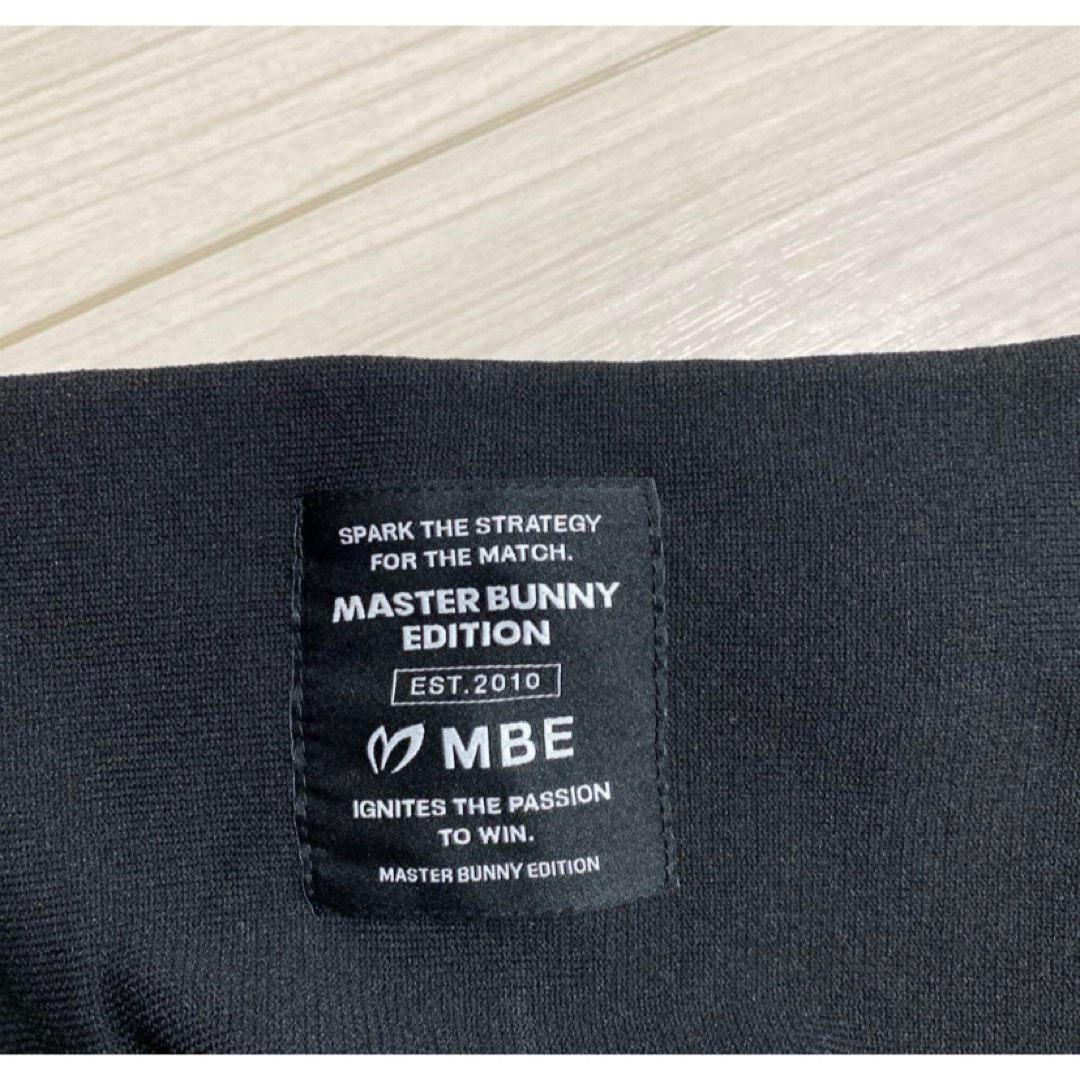 SPARK THE STRATEGY
FOR THE MATCH.
MASTER BUNNY
EDITION
EST.2010
MBE
IGNITES THE PASSION
TO WIN.
MASTER BUNNY EDITION